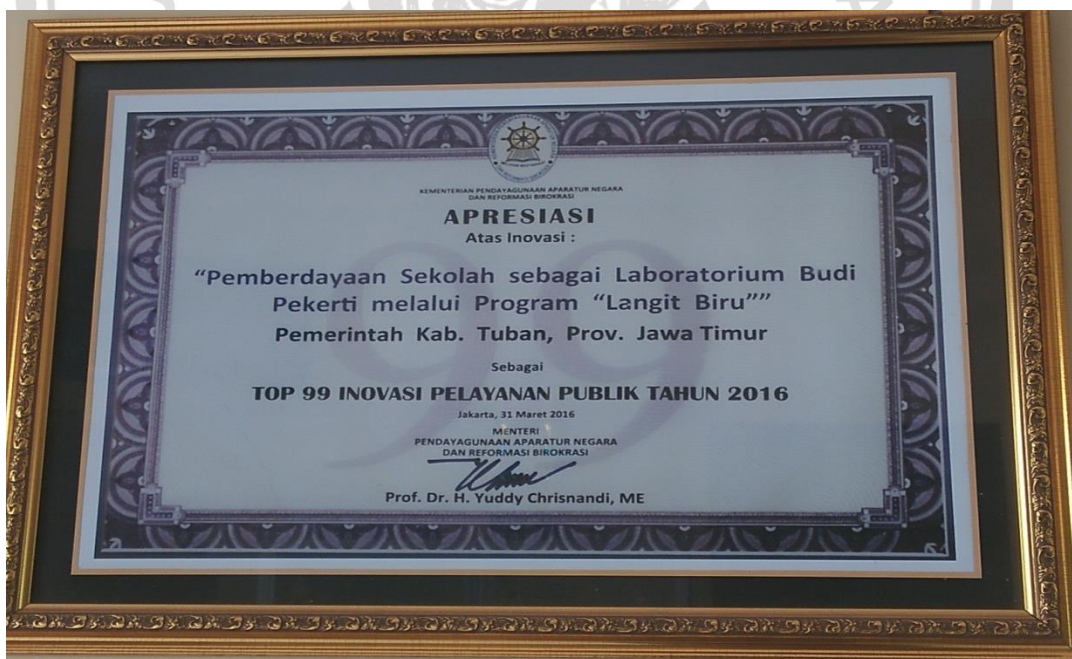 KEMENTERIAN PENDAYAGUNAAN APARATUR NEGARA
DAN REFORMASI BIROKRASI
APRESIASI
Atas Inovasi :
"Pemberdayaan Sekolah sebagai Laboratorium Budi
Pekerti melalui Program "Langit Biru""
Pemerintah Kab. Tuban, Prov. Jawa Timur
Sebagai
TOP 99 INOVASI PELAYANAN PUBLIK TAHUN 2016
Jakarta, 31 Maret 2016
MENTERI
PENDAYAGUNAAN APARATUR NEGARA
DAN REFORMASI BIROKRASI
Prof. Dr. H. Yuddy Chrisnandi, ME
99